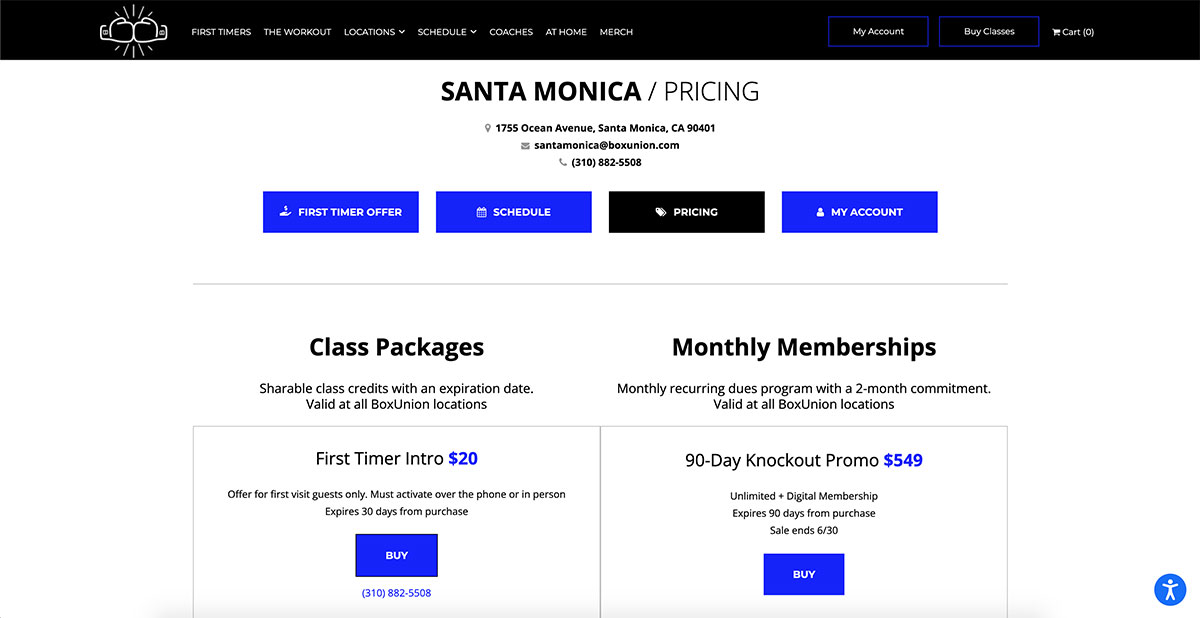 FIRST TIMERS THE WORKOUT LOCATIONS SCHEDULE COACHES AT HOME MERCH My Account Buy Classes Cart (0)
SANTA MONICA / PRICING
1755 Ocean Avenue, Santa Monica, CA 90401
santamonica@boxunion.com
(310) 882-5508
FIRST TIMER OFFER SCHEDULE PRICING MY ACCOUNT
Class Packages
Sharable class credits with an expiration date.
Valid at all BoxUnion locations
First Timer Intro $20
Offer for first visit guests only. Must activate over the phone or in person
Expires 30 days from purchase
BUY
(310) 882-5508
Monthly Memberships
Monthly recurring dues program with a 2-month commitment.
Valid at all BoxUnion locations
90-Day Knockout Promo $549
Unlimited + Digital Membership
Expires 90 days from purchase
Sale ends 6/30
BUY